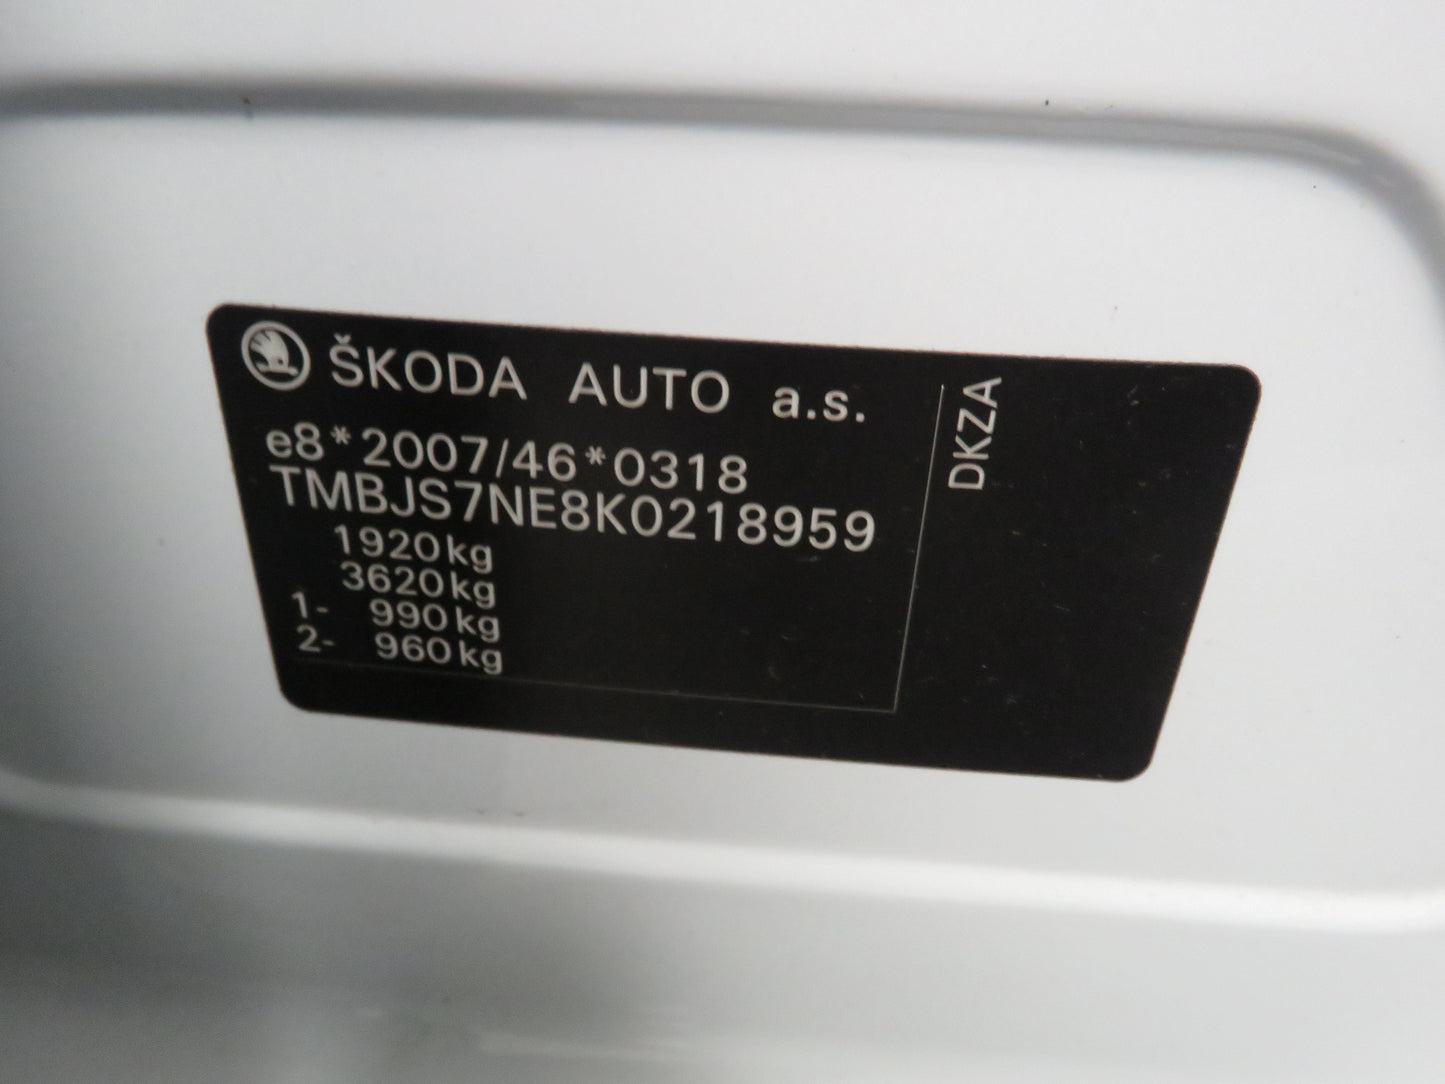 ŠKODA AUTO a.s.
e8*2007/46*0318
TMBJS7NE8K0218959
1920kg
3620kg
1- 990kg
2- 960kg
DKZA